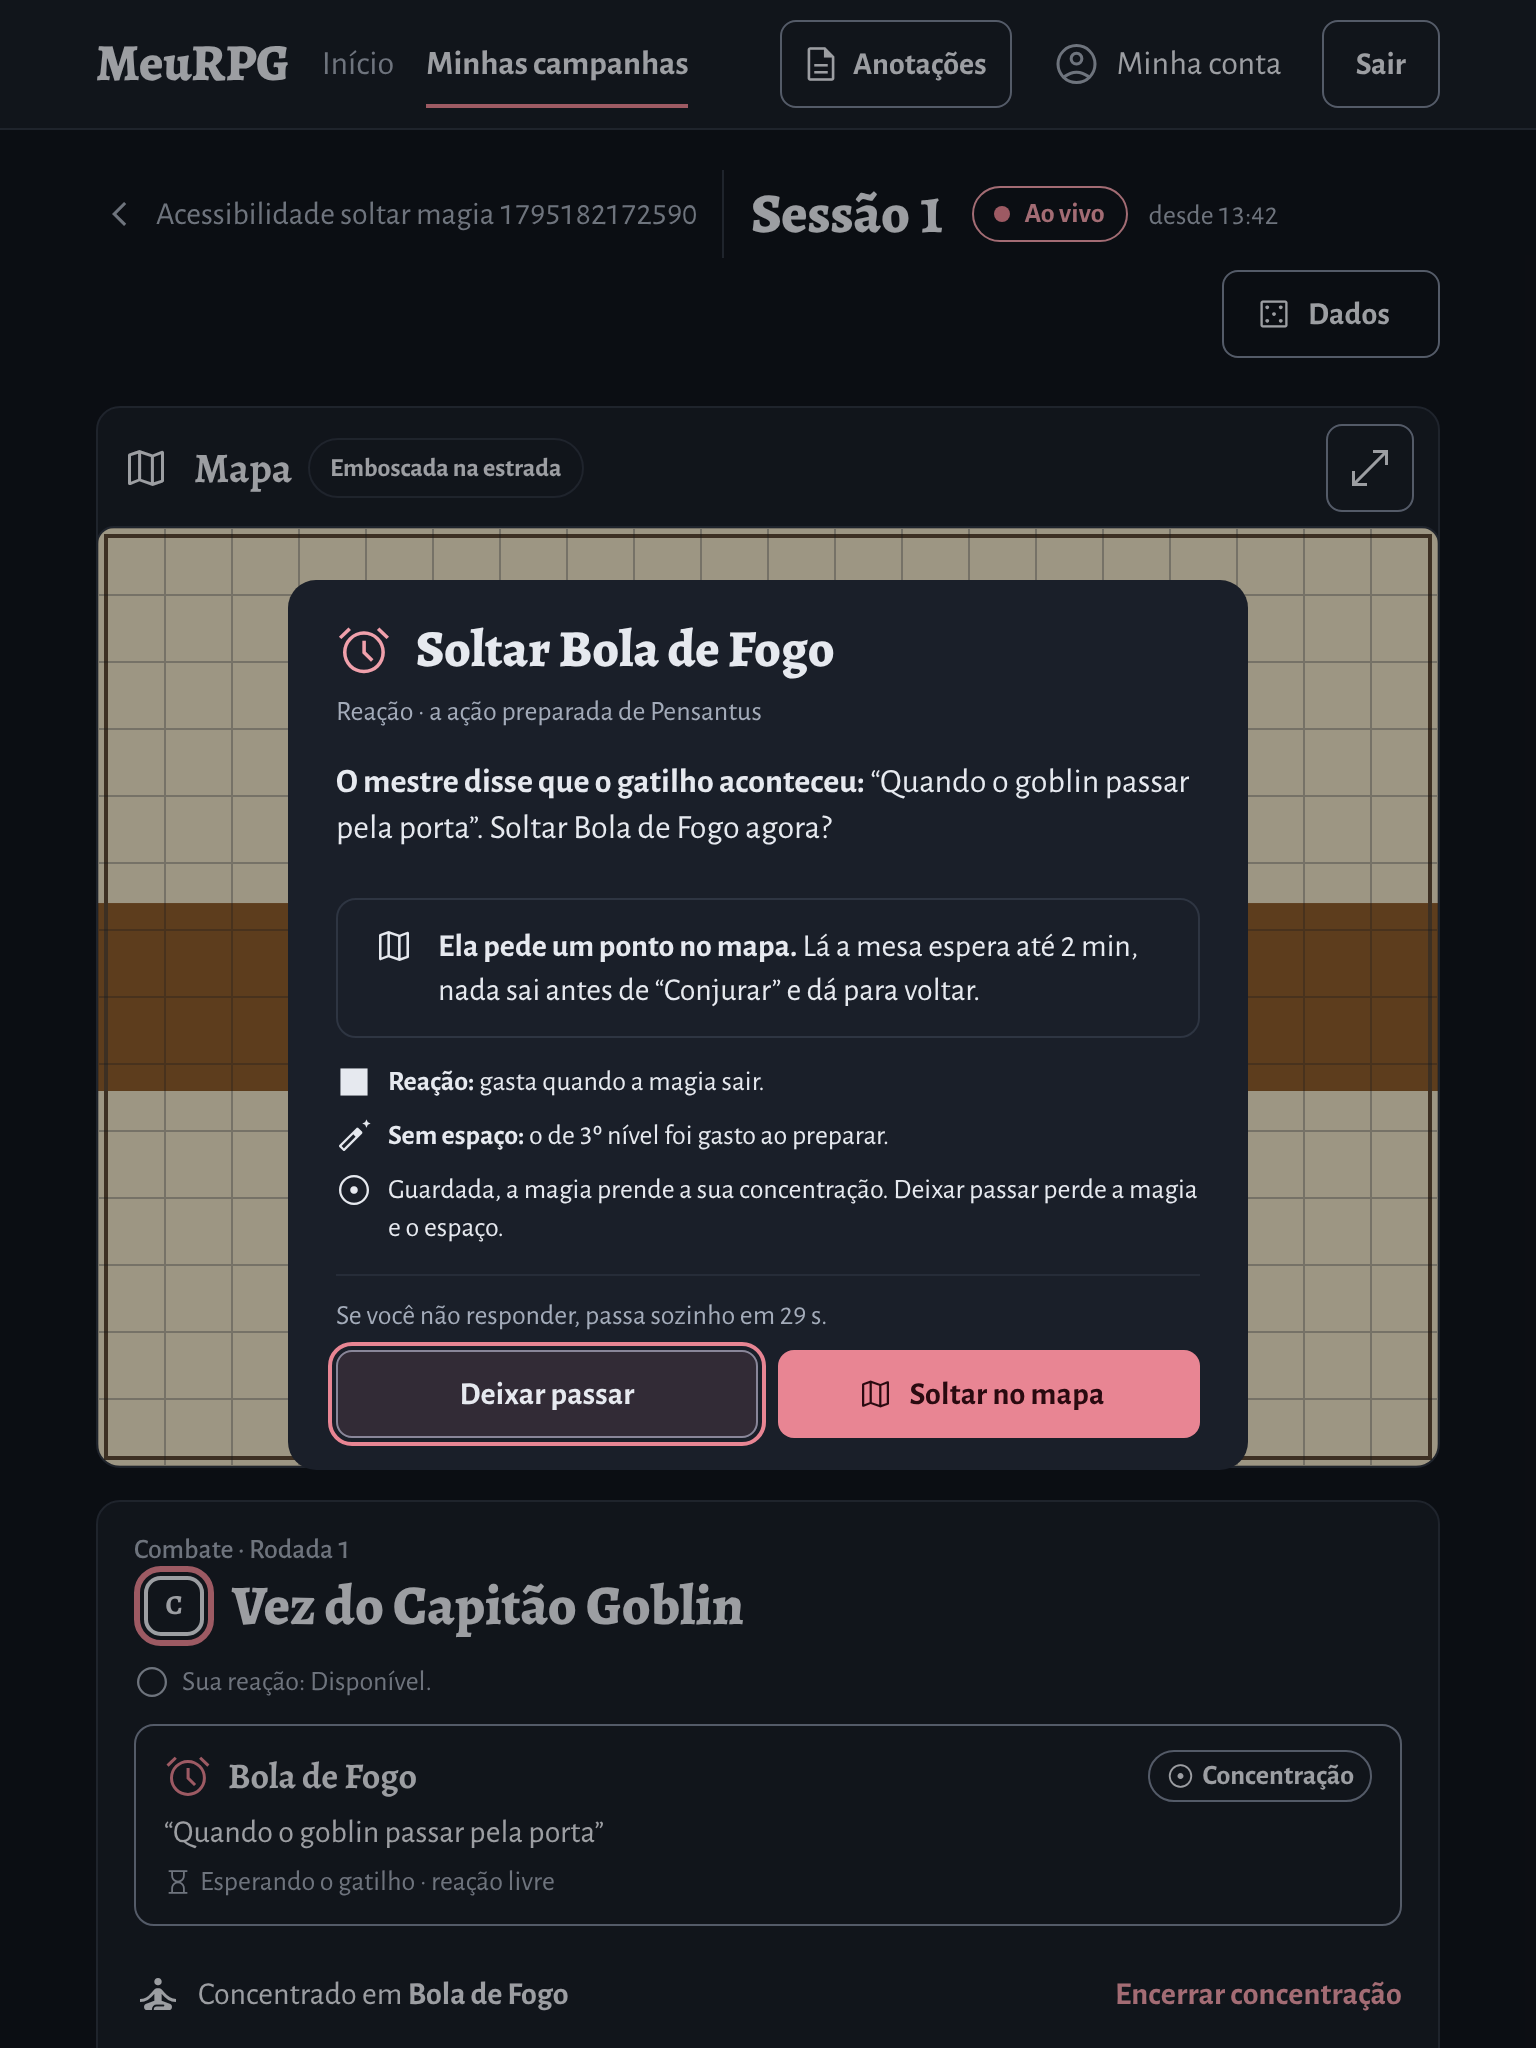 MeuRPG
Início
Minhas campanhas
Anotações
Minha conta
Sair
Acessibilidade soltar magia 1795182172590
Sessão 1
Ao vivo
desde 13:42
Dados
Mapa
Emboscada na estrada
Soltar Bola de Fogo
Reação · a ação preparada de Pensantus
O mestre disse que o gatilho aconteceu: “Quando o goblin passar
pela porta”. Soltar Bola de Fogo agora?
Ela pede um ponto no mapa. Lá a mesa espera até 2 min,
nada sai antes de “Conjurar” e dá para voltar.
Reação: gasta quando a magia sair.
Sem espaço: o de 3º nível foi gasto ao preparar.
Guardada, a magia prende a sua concentração. Deixar passar perde a magia
e o espaço.
Se você não responder, passa sozinho em 29 s.
Deixar passar
Soltar no mapa
Combate · Rodada 1
C
Vez do Capitão Goblin
Sua reação: Disponível.
Bola de Fogo
Concentração
“Quando o goblin passar pela porta”
Esperando o gatilho · reação livre
Concentrado em Bola de Fogo
Encerrar concentração